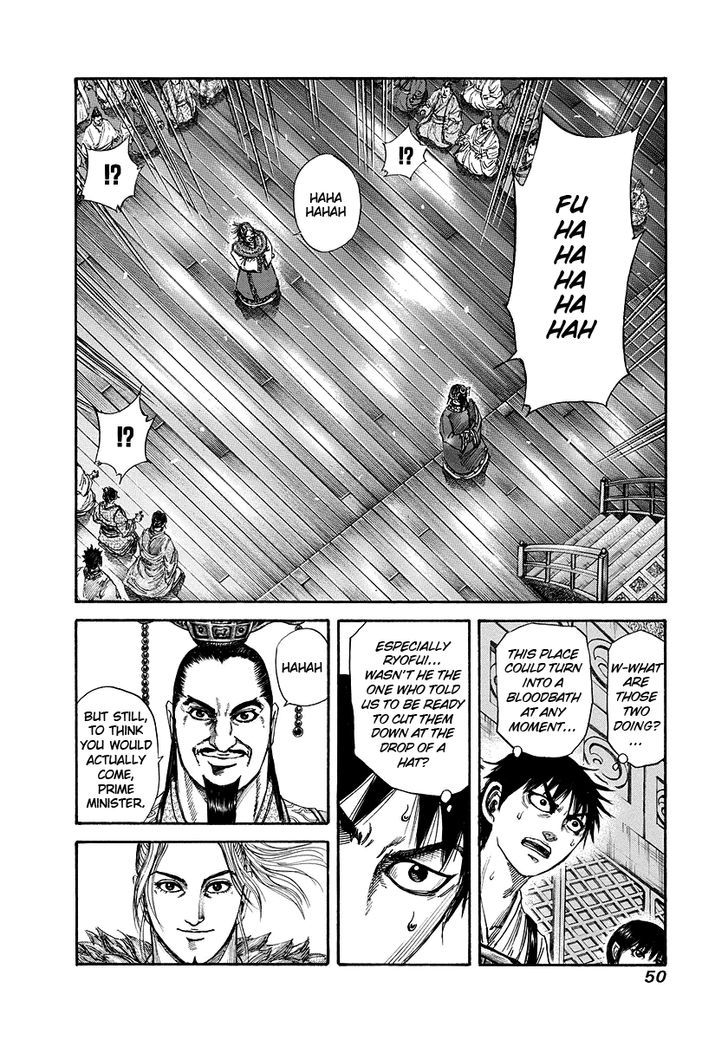 FU
HA
HA
HA
HA
HAH
!?
HAHA
HAHAH
!?
!?
W-WHAT
ARE
THOSE
TWO
DOING?
...
THIS PLACE
COULD TURN
INTO A
BLOODBATH
AT ANY
MOMENT...
ESPECIALLY
RYOFUI...
WASN'T HE
THE ONE
WHO TOLD
US TO BE
READY TO
CUT THEM
DOWN AT
THE DROP
OF A HAT?
HAHAH
BUT STILL,
TO THINK
YOU WOULD
ACTUALLY
COME,
PRIME
MINISTER.
50